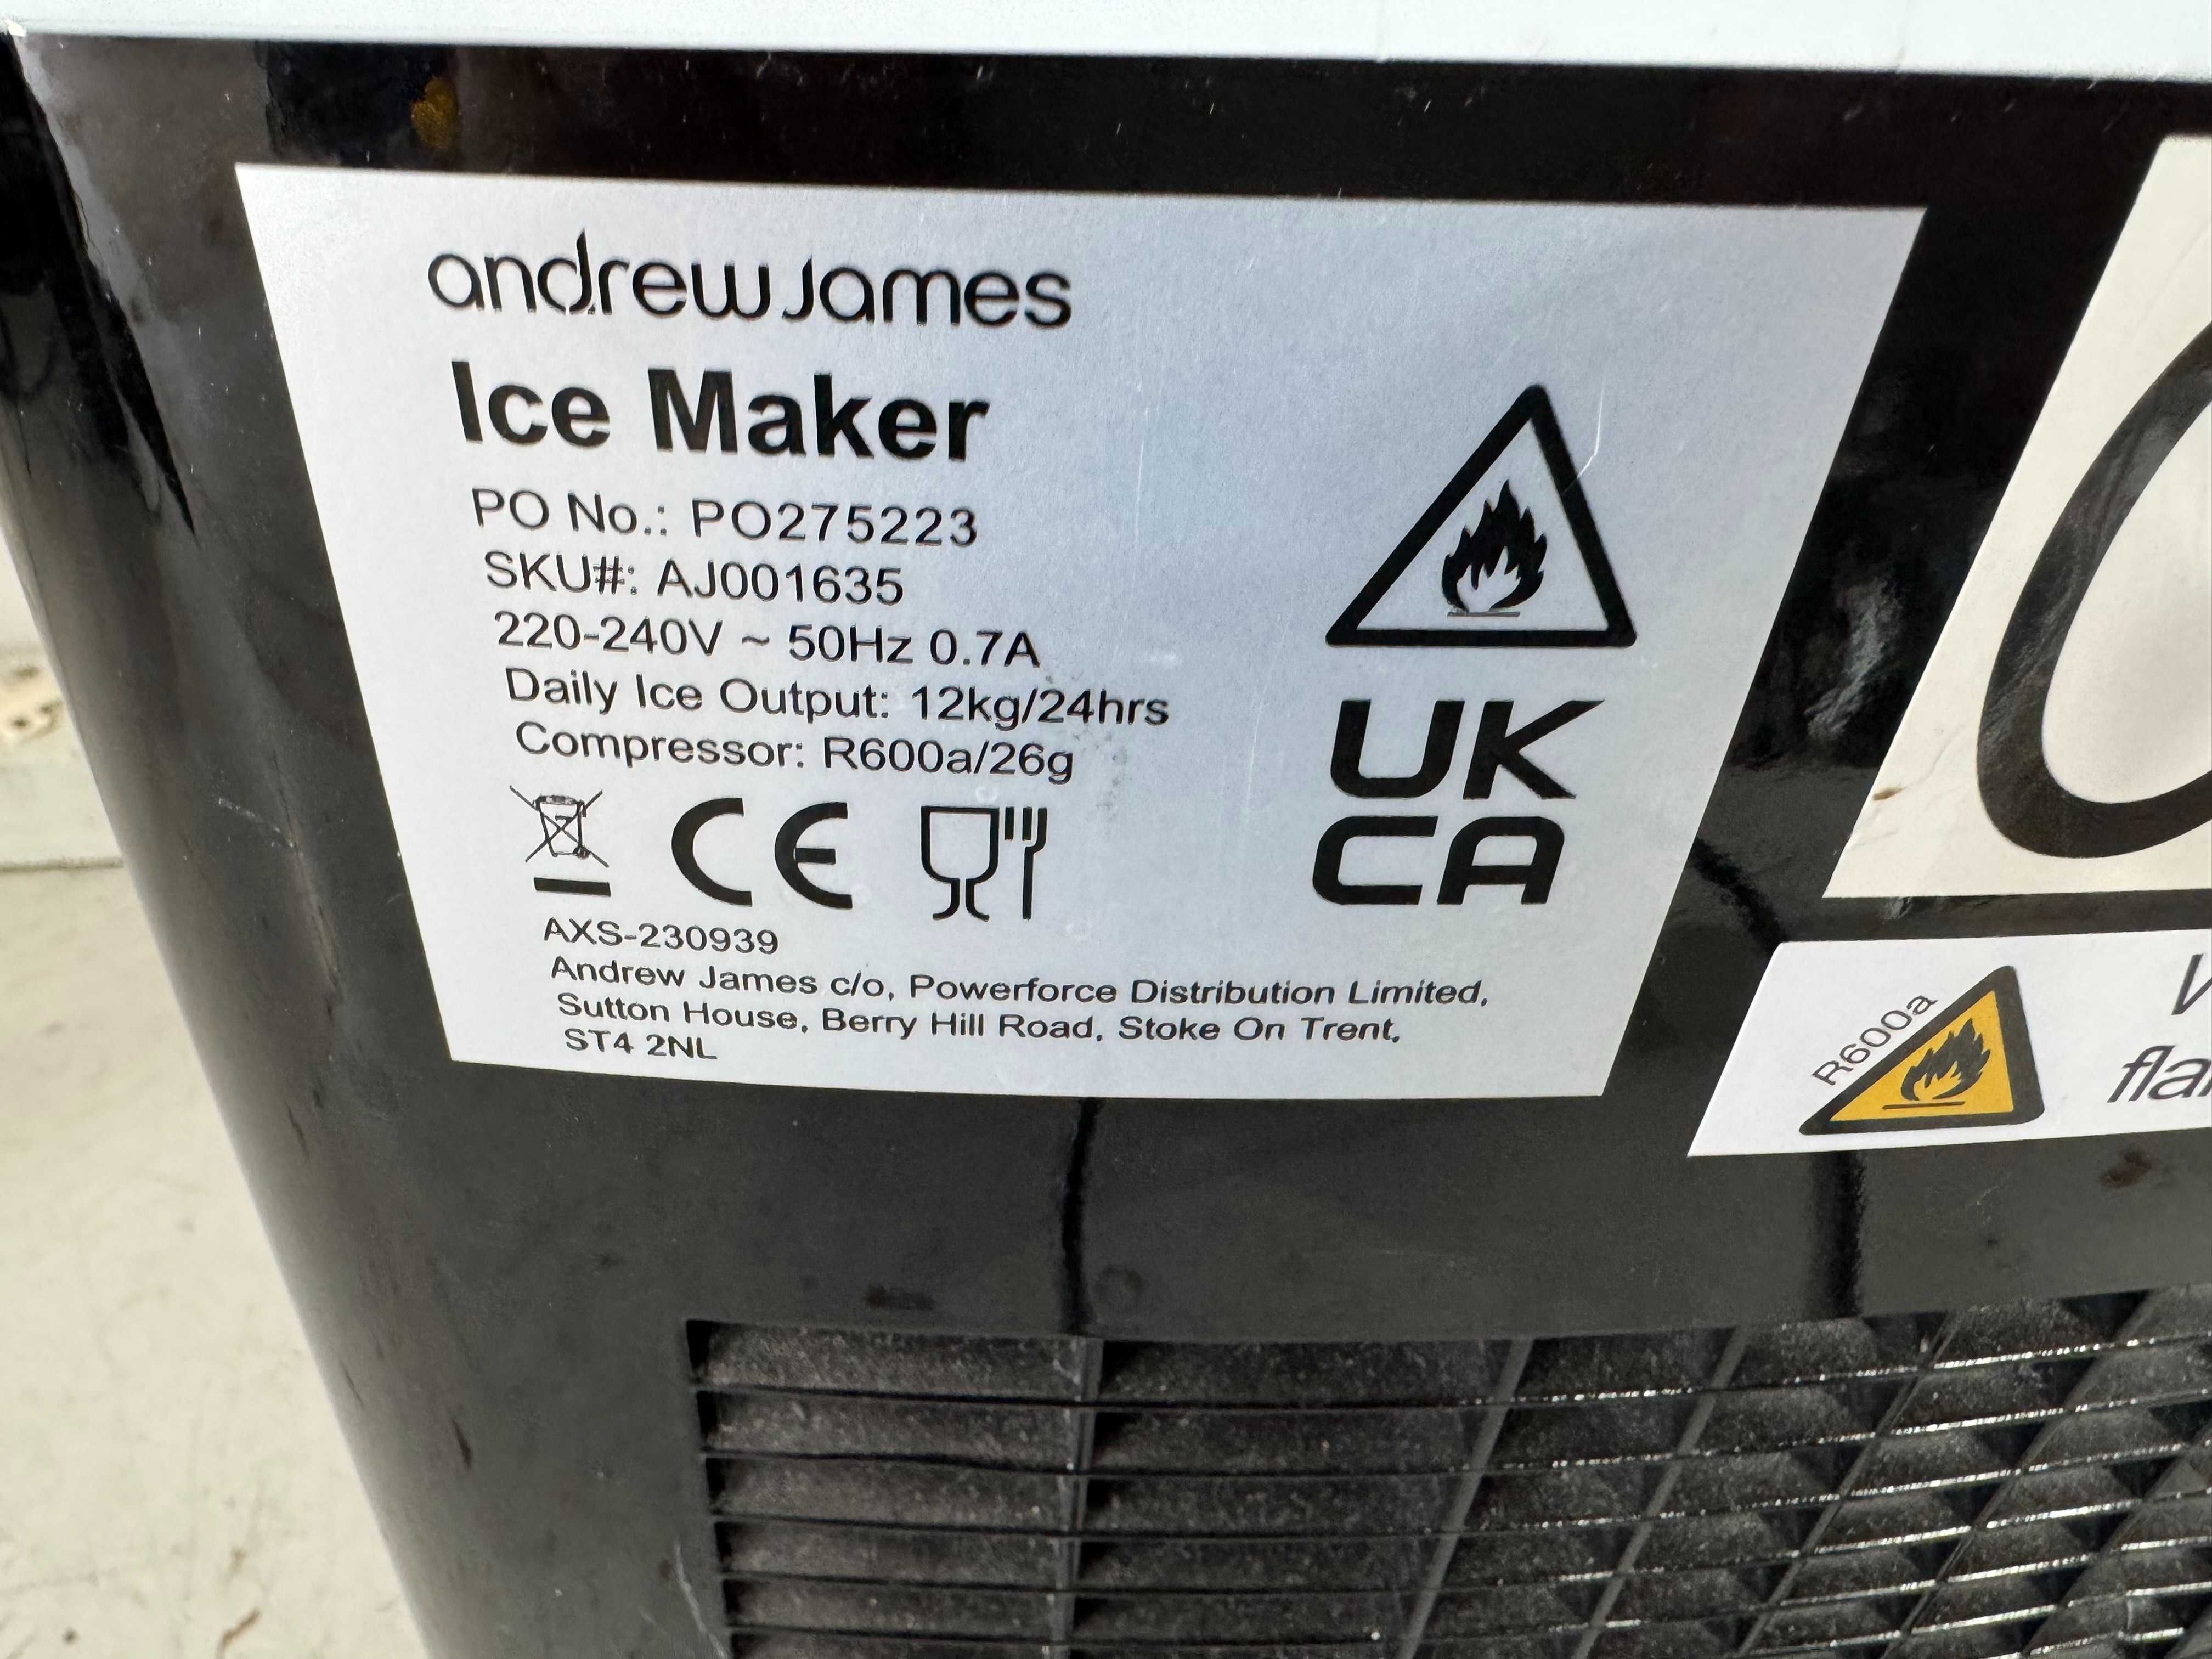 andrew james
Ice Maker
PO No.: PO275223
SKU#: AJ001635
220-240V ~ 50Hz 0.7A
Daily Ice Output: 12kg/24hrs
Compressor: R600a/26g
CE
UK
CA
AXS-230939
Andrew James c/o, Powerforce Distribution Limited,
Sutton House, Berry Hill Road, Stoke On Trent,
ST4 2NL
R600a